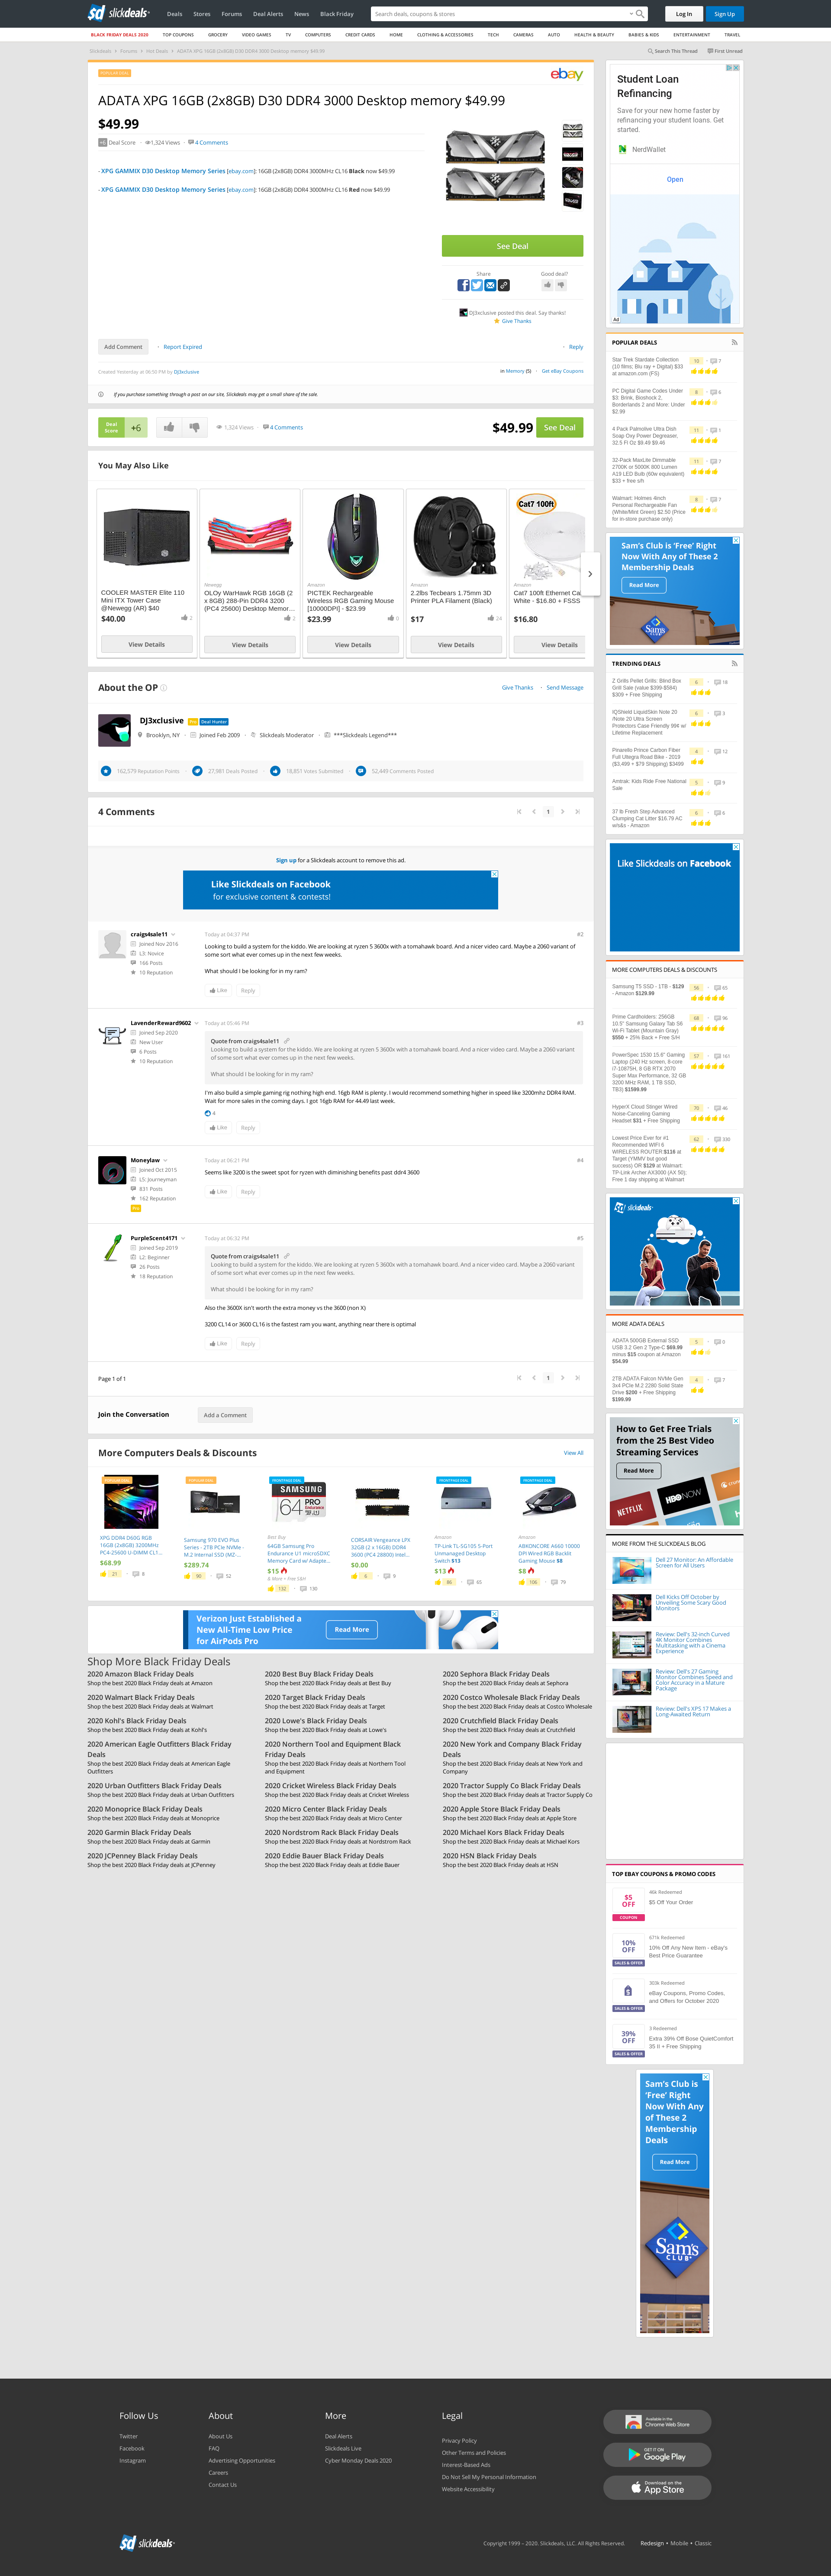 slickdeals
Deals Stores Forums Deal Alerts News Black Friday
Search deals, coupons & stores
Log In Sign Up
BLACK FRIDAY DEALS 2020 TOP COUPONS GROCERY VIDEO GAMES TV COMPUTERS CREDIT CARDS HOME CLOTHING & ACCESSORIES TECH CAMERAS AUTO HEALTH & BEAUTY BABIES & KIDS ENTERTAINMENT TRAVEL
Slickdeals > Forums > Hot Deals > ADATA XPG 16GB (2x8GB) D30 DDR4 3000 Desktop memory $49.99
Search This Thread First Unread
ebay
ADATA XPG 16GB (2x8GB) D30 DDR4 3000 Desktop memory $49.99
$49.99
+6 Deal Score 1,324 Views 4 Comments
- XPG GAMMIX D30 Desktop Memory Series [ebay.com]: 16GB (2x8GB) DDR4 3000MHz CL16 Black now $49.99
- XPG GAMMIX D30 Desktop Memory Series [ebay.com]: 16GB (2x8GB) DDR4 3000MHz CL16 Red now $49.99
See Deal
Share
Good deal?
DJ3xclusive posted this deal. Say thanks!
Give Thanks
Add Comment Report Expired Reply
Created Yesterday at 06:50 PM by DJ3xclusive
in Memory (5) Get eBay Coupons
If you purchase something through a post on our site, Slickdeals may get a small share of the sale.
Deal Score +6
1,324 Views 4 Comments
$49.99 See Deal
You May Also Like
COOLER MASTER Elite 110 Mini ITX Tower Case @Newegg (AR) $40
$40.00 2
View Details
Newegg
OLOy WarHawk RGB 16GB (2 x 8GB) 288-Pin DDR4 3200 (PC4 25600) Desktop Memor...
2
View Details
Amazon
PICTEK Rechargeable Wireless RGB Gaming Mouse [10000DPI] - $23.99
$23.99 0
View Details
Amazon
2.2lbs Tecbears 1.75mm 3D Printer PLA Filament (Black)
$17 24
View Details
Cat7 100ft
Amazon
Cat7 100ft Ethernet Ca
White - $16.80 + FSSS
$16.80
View Details
About the OP
Give Thanks Send Message
DJ3xclusive Pro Deal Hunter
Brooklyn, NY Joined Feb 2009 Slickdeals Moderator ***Slickdeals Legend***
162,579 Reputation Points 27,981 Deals Posted 18,851 Votes Submitted 52,449 Comments Posted
4 Comments
1
Sign up for a Slickdeals account to remove this ad.
Like Slickdeals on Facebook
for exclusive content & contests!
craigs4sale11
Joined Nov 2016
L3: Novice
166 Posts
10 Reputation
Today at 04:37 PM #2
Looking to build a system for the kiddo. We are looking at ryzen 5 3600x with a tomahawk board. And a nicer video card. Maybe a 2060 variant of some sort what ever comes up in the next few weeks.
What should I be looking for in my ram?
Like Reply
LavenderReward9602
Joined Sep 2020
New User
6 Posts
10 Reputation
Today at 05:46 PM #3
Quote from craigs4sale11
Looking to build a system for the kiddo. We are looking at ryzen 5 3600x with a tomahawk board. And a nicer video card. Maybe a 2060 variant of some sort what ever comes up in the next few weeks.
What should I be looking for in my ram?
I'm also build a simple gaming rig nothing high end. 16gb RAM is plenty. I would recommend something higher in speed like 3200mhz DDR4 RAM. Wait for more sales in the coming days. I got 16gb RAM for 44.49 last week.
4
Like Reply
Moneylaw
Joined Oct 2015
L5: Journeyman
831 Posts
162 Reputation
Pro
Today at 06:21 PM #4
Seems like 3200 is the sweet spot for ryzen with diminishing benefits past ddr4 3600
Like Reply
PurpleScent4171
Joined Sep 2019
L2: Beginner
26 Posts
18 Reputation
Today at 06:32 PM #5
Quote from craigs4sale11
Looking to build a system for the kiddo. We are looking at ryzen 5 3600x with a tomahawk board. And a nicer video card. Maybe a 2060 variant of some sort what ever comes up in the next few weeks.
What should I be looking for in my ram?
Also the 3600X isn't worth the extra money vs the 3600 (non X)
3200 CL14 or 3600 CL16 is the fastest ram you want, anything near there is optimal
Like Reply
Page 1 of 1
1
Join the Conversation Add a Comment
More Computers Deals & Discounts View All
XPG DDR4 D60G RGB 16GB (2x8GB) 3200MHz PC4-25600 U-DIMM CL1...
$68.99
21 8
Samsung 970 EVO Plus Series - 2TB PCIe NVMe - M.2 Internal SSD (MZ-...
$289.74
90 52
Best Buy
64GB Samsung Pro Endurance U1 microSDXC Memory Card w/ Adapte...
$15
& More + Free S&H
132 130
CORSAIR Vengeance LPX 32GB (2 x 16GB) DDR4 3600 (PC4 28800) Intel...
$0.00
6 9
Amazon
TP-Link TL-SG105 5-Port Unmanaged Desktop Switch $13
$13
86 65
Amazon
ABKONCORE A660 10000 DPI Wired RGB Backlit Gaming Mouse $8
$8
106 79
Verizon Just Established a New All-Time Low Price for AirPods Pro
Read More
Shop More Black Friday Deals
2020 Amazon Black Friday Deals
Shop the best 2020 Black Friday deals at Amazon
2020 Best Buy Black Friday Deals
Shop the best 2020 Black Friday deals at Best Buy
2020 Sephora Black Friday Deals
Shop the best 2020 Black Friday deals at Sephora
2020 Walmart Black Friday Deals
Shop the best 2020 Black Friday deals at Walmart
2020 Target Black Friday Deals
Shop the best 2020 Black Friday deals at Target
2020 Costco Wholesale Black Friday Deals
Shop the best 2020 Black Friday deals at Costco Wholesale
2020 Kohl's Black Friday Deals
Shop the best 2020 Black Friday deals at Kohl's
2020 Lowe's Black Friday Deals
Shop the best 2020 Black Friday deals at Lowe's
2020 Crutchfield Black Friday Deals
Shop the best 2020 Black Friday deals at Crutchfield
2020 American Eagle Outfitters Black Friday Deals
Shop the best 2020 Black Friday deals at American Eagle Outfitters
2020 Northern Tool and Equipment Black Friday Deals
Shop the best 2020 Black Friday deals at Northern Tool and Equipment
2020 New York and Company Black Friday Deals
Shop the best 2020 Black Friday deals at New York and Company
2020 Urban Outfitters Black Friday Deals
Shop the best 2020 Black Friday deals at Urban Outfitters
2020 Cricket Wireless Black Friday Deals
Shop the best 2020 Black Friday deals at Cricket Wireless
2020 Tractor Supply Co Black Friday Deals
Shop the best 2020 Black Friday deals at Tractor Supply Co
2020 Monoprice Black Friday Deals
Shop the best 2020 Black Friday deals at Monoprice
2020 Micro Center Black Friday Deals
Shop the best 2020 Black Friday deals at Micro Center
2020 Apple Store Black Friday Deals
Shop the best 2020 Black Friday deals at Apple Store
2020 Garmin Black Friday Deals
Shop the best 2020 Black Friday deals at Garmin
2020 Nordstrom Rack Black Friday Deals
Shop the best 2020 Black Friday deals at Nordstrom Rack
2020 Michael Kors Black Friday Deals
Shop the best 2020 Black Friday deals at Michael Kors
2020 JCPenney Black Friday Deals
Shop the best 2020 Black Friday deals at JCPenney
2020 Eddie Bauer Black Friday Deals
Shop the best 2020 Black Friday deals at Eddie Bauer
2020 HSN Black Friday Deals
Shop the best 2020 Black Friday deals at HSN
Student Loan Refinancing
Save for your new home faster by refinancing your student loans. Get started.
NerdWallet
Open
Ad
POPULAR DEALS
Star Trek Stardate Collection (10 films; Blu ray + Digital) $33 at amazon.com (FS)
10 7
PC Digital Game Codes Under $3: Brink, Bioshock 2, Borderlands 2 and More: Under $2.99
8 6
4 Pack Palmolive Ultra Dish Soap Oxy Power Degreaser, 32.5 Fl Oz $9.49 $9.46
11 1
32-Pack MaxLite Dimmable 2700K or 5000K 800 Lumen A19 LED Bulb (60w equivalent) $33 + free s/h
11 7
Walmart: Holmes 4inch Personal Rechargeable Fan (White/Mint Green) $2.50 (Price for in-store purchase only)
8 7
Sam's Club is 'Free' Right Now With Any of These 2 Membership Deals
Read More
Sam's
TRENDING DEALS
Z Grills Pellet Grills: Blind Box Grill Sale (value $399-$584) $309 + Free Shipping
6 18
IQShield LiquidSkin Note 20 /Note 20 Ultra Screen Protectors Case Friendly 99¢ w/ Lifetime Replacement
6 3
Pinarello Prince Carbon Fiber Full Ultegra Road Bike - 2019 ($3,499 + $79 Shipping) $3499
4 12
Amtrak: Kids Ride Free National Sale
5 9
37 lb Fresh Step Advanced Clumping Cat Litter $16.79 AC w/s&s - Amazon
6 6
Like Slickdeals on Facebook
MORE COMPUTERS DEALS & DISCOUNTS
Samsung T5 SSD - 1TB - $129 - Amazon $129.99
56 65
Prime Cardholders: 256GB 10.5" Samsung Galaxy Tab S6 Wi-Fi Tablet (Mountain Gray) $550 + 25% Back + Free S/H
68 96
PowerSpec 1530 15.6" Gaming Laptop (240 Hz screen, 8-core i7-10875H, 8 GB RTX 2070 Super Max Performance, 32 GB 3200 MHz RAM, 1 TB SSD, TB3) $1599.99
57 161
HyperX Cloud Stinger Wired Noise-Canceling Gaming Headset $31 + Free Shipping
70 46
Lowest Price Ever for #1 Recommended WIFI 6 WIRELESS ROUTER $116 at Target (YMMV but good success) OR $129 at Walmart: TP-Link Archer AX3000 (AX 50); Free 1 day shipping at Walmart
62 330
slickdeals
MORE ADATA DEALS
ADATA 500GB External SSD USB 3.2 Gen 2 Type-C $69.99 minus $15 coupon at Amazon $54.99
5 0
2TB ADATA Falcon NVMe Gen 3x4 PCIe M.2 2280 Solid State Drive $200 + Free Shipping $199.99
4 7
How to Get Free Trials from the 25 Best Video Streaming Services
Read More
NETFLIX HBONOW
MORE FROM THE SLICKDEALS BLOG
Dell 27 Monitor: An Affordable Screen for All Users
Dell Kicks Off October by Unveiling Some Scary Good Monitors
Review: Dell's 32-inch Curved 4K Monitor Combines Multitasking with a Cinema Experience
Review: Dell's 27 Gaming Monitor Combines Speed and Color Accuracy in a Mature Package
Review: Dell's XPS 17 Makes a Long-Awaited Return
TOP EBAY COUPONS & PROMO CODES
$5 OFF
COUPON
46k Redeemed
$5 Off Your Order
10% OFF
SALES & OFFER
671k Redeemed
10% Off Any New Item - eBay's Best Price Guarantee
SALES & OFFER
303k Redeemed
eBay Coupons, Promo Codes, and Offers for October 2020
39% OFF
SALES & OFFER
3 Redeemed
Extra 39% Off Bose QuietComfort 35 II + Free Shipping
Sam's Club is 'Free' Right Now With Any of These 2 Membership Deals
Read More
Sam's CLUB
Follow Us
Twitter
Facebook
Instagram
About
About Us
FAQ
Advertising Opportunities
Careers
Contact Us
More
Deal Alerts
Slickdeals Live
Cyber Monday Deals 2020
Legal
Privacy Policy
Other Terms and Policies
Interest-Based Ads
Do Not Sell My Personal Information
Website Accessibility
Available in the Chrome Web Store
GET IT ON Google Play
Download on the App Store
slickdeals
Copyright 1999 - 2020. Slickdeals, LLC. All Rights Reserved. Redesign • Mobile • Classic